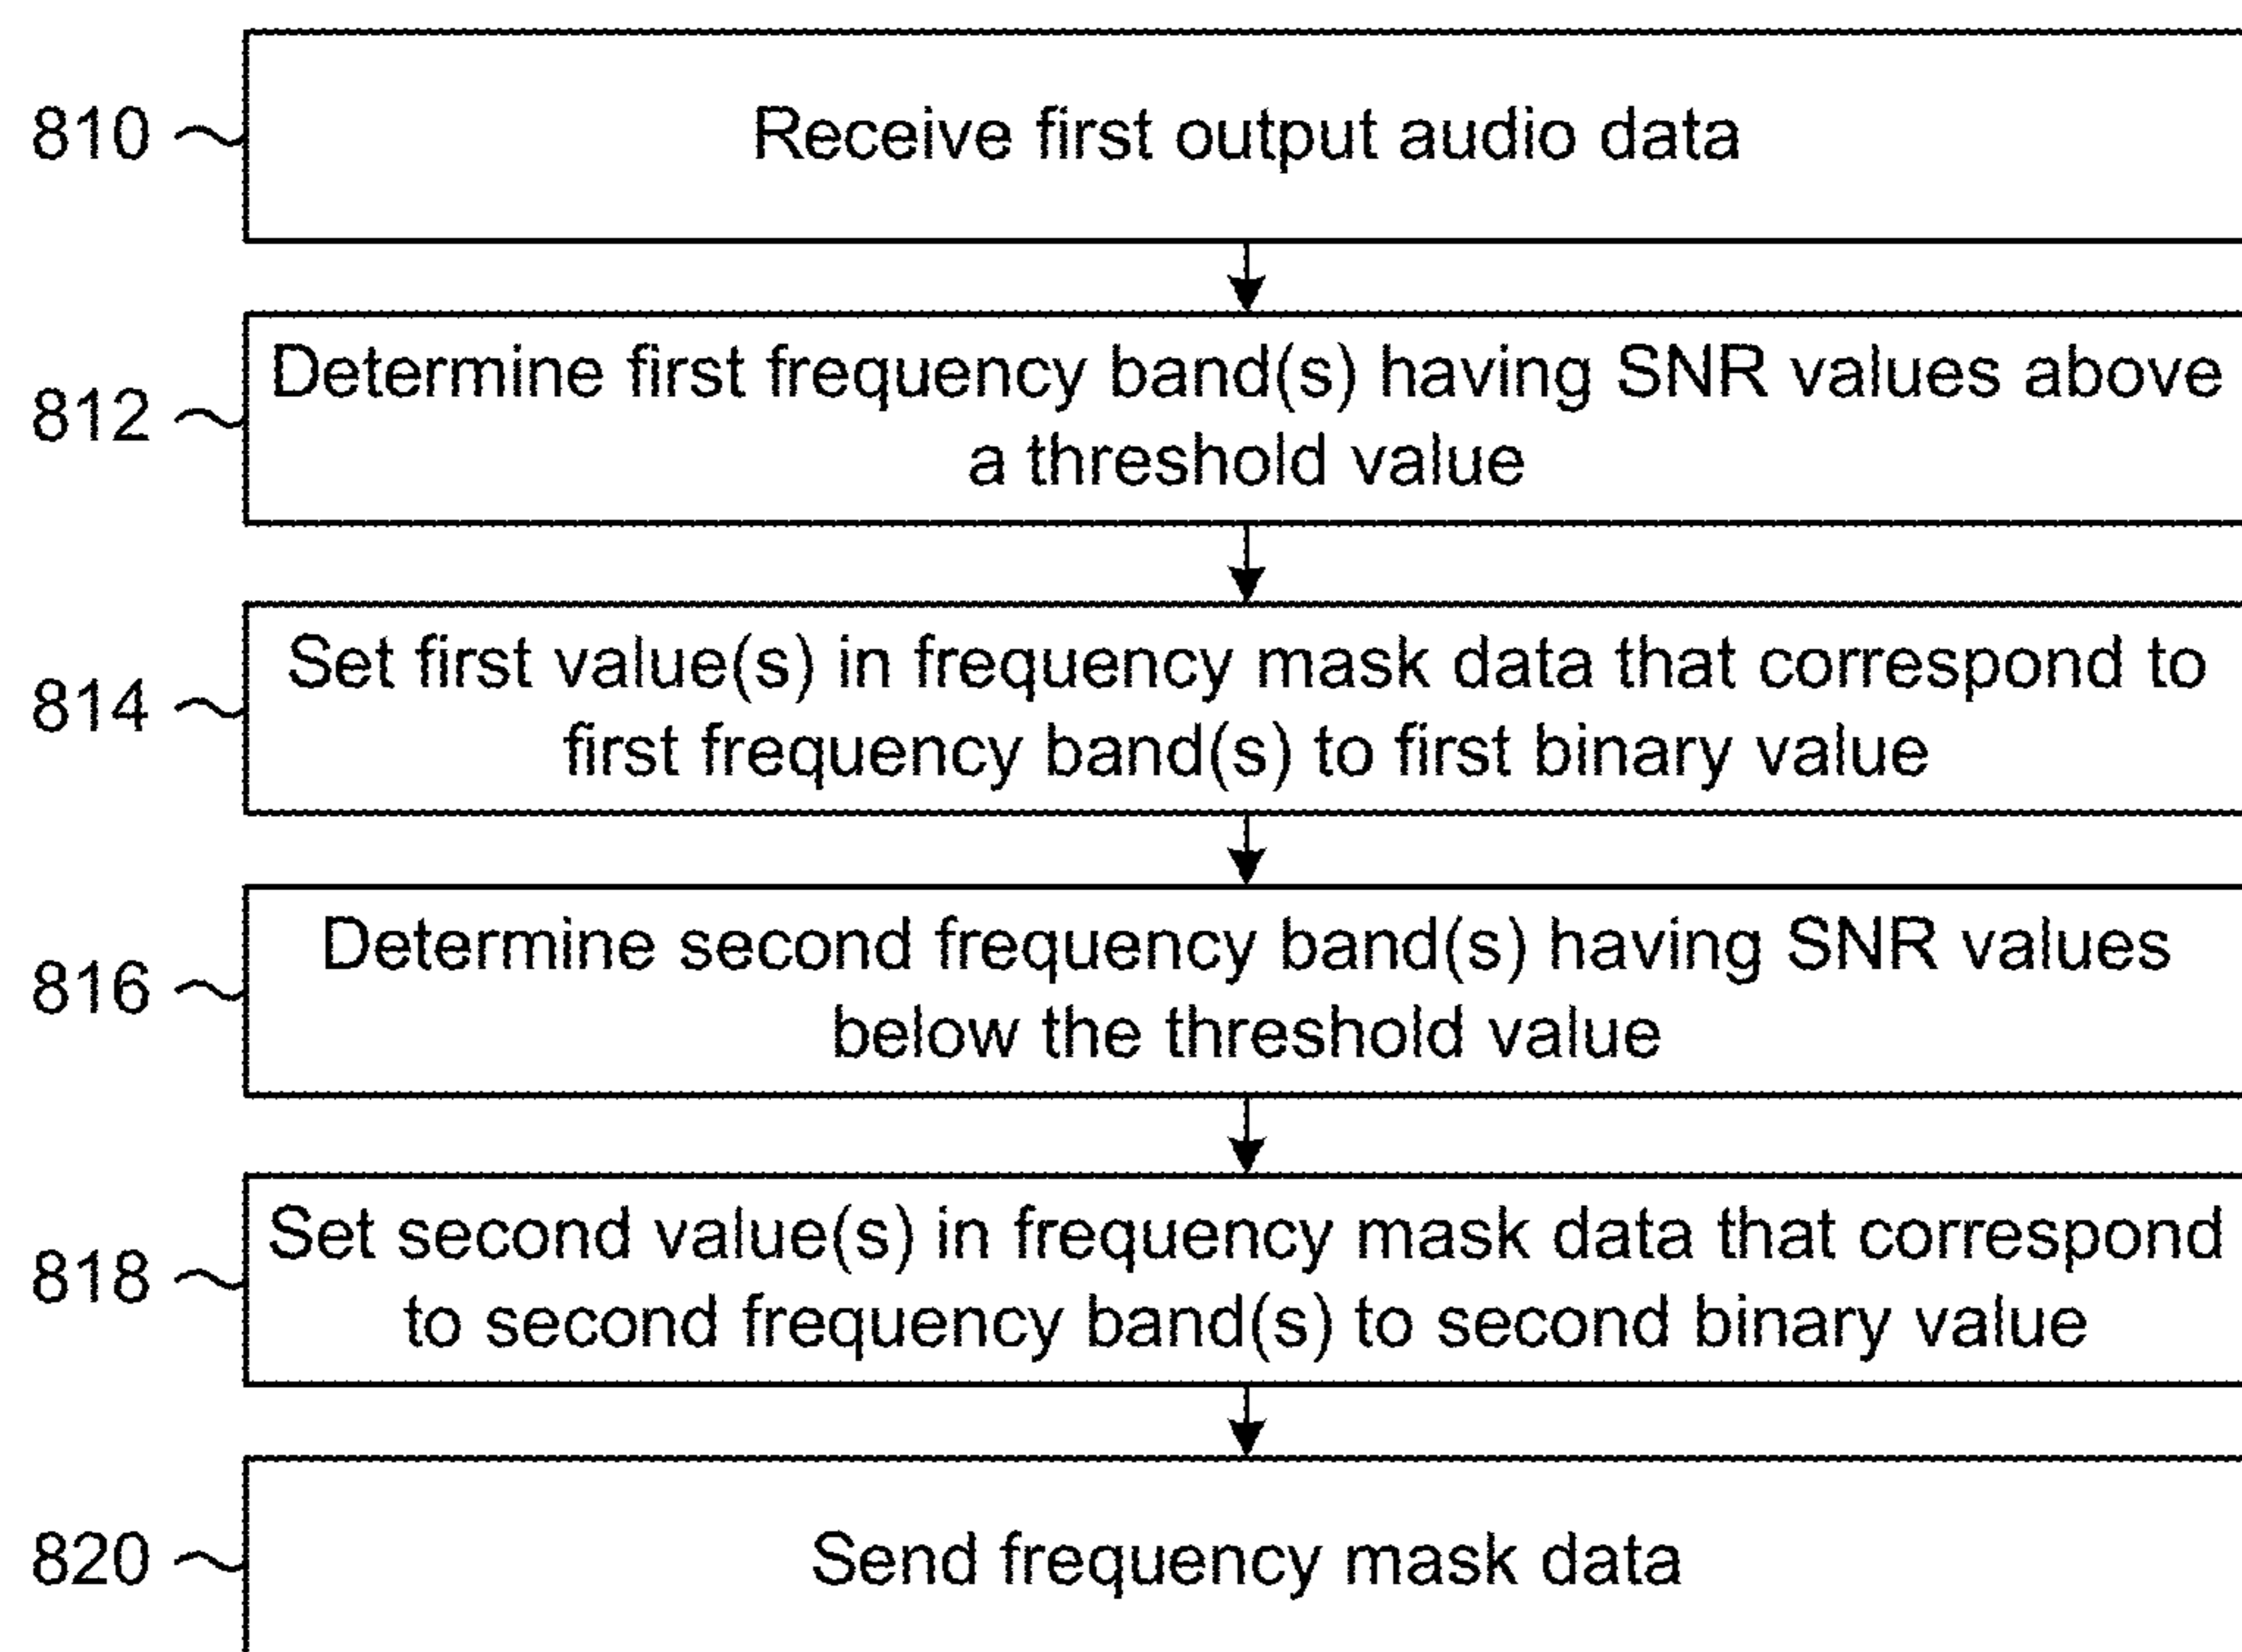 810
Receive first output audio data
812
Determine first frequency band(s) having SNR values above
a threshold value
814
Set first value(s) in frequency mask data that correspond to
first frequency band(s) to first binary value
816
Determine second frequency band(s) having SNR values
below the threshold value
818
Set second value(s) in frequency mask data that correspond
to second frequency band(s) to second binary value
820
Send frequency mask data